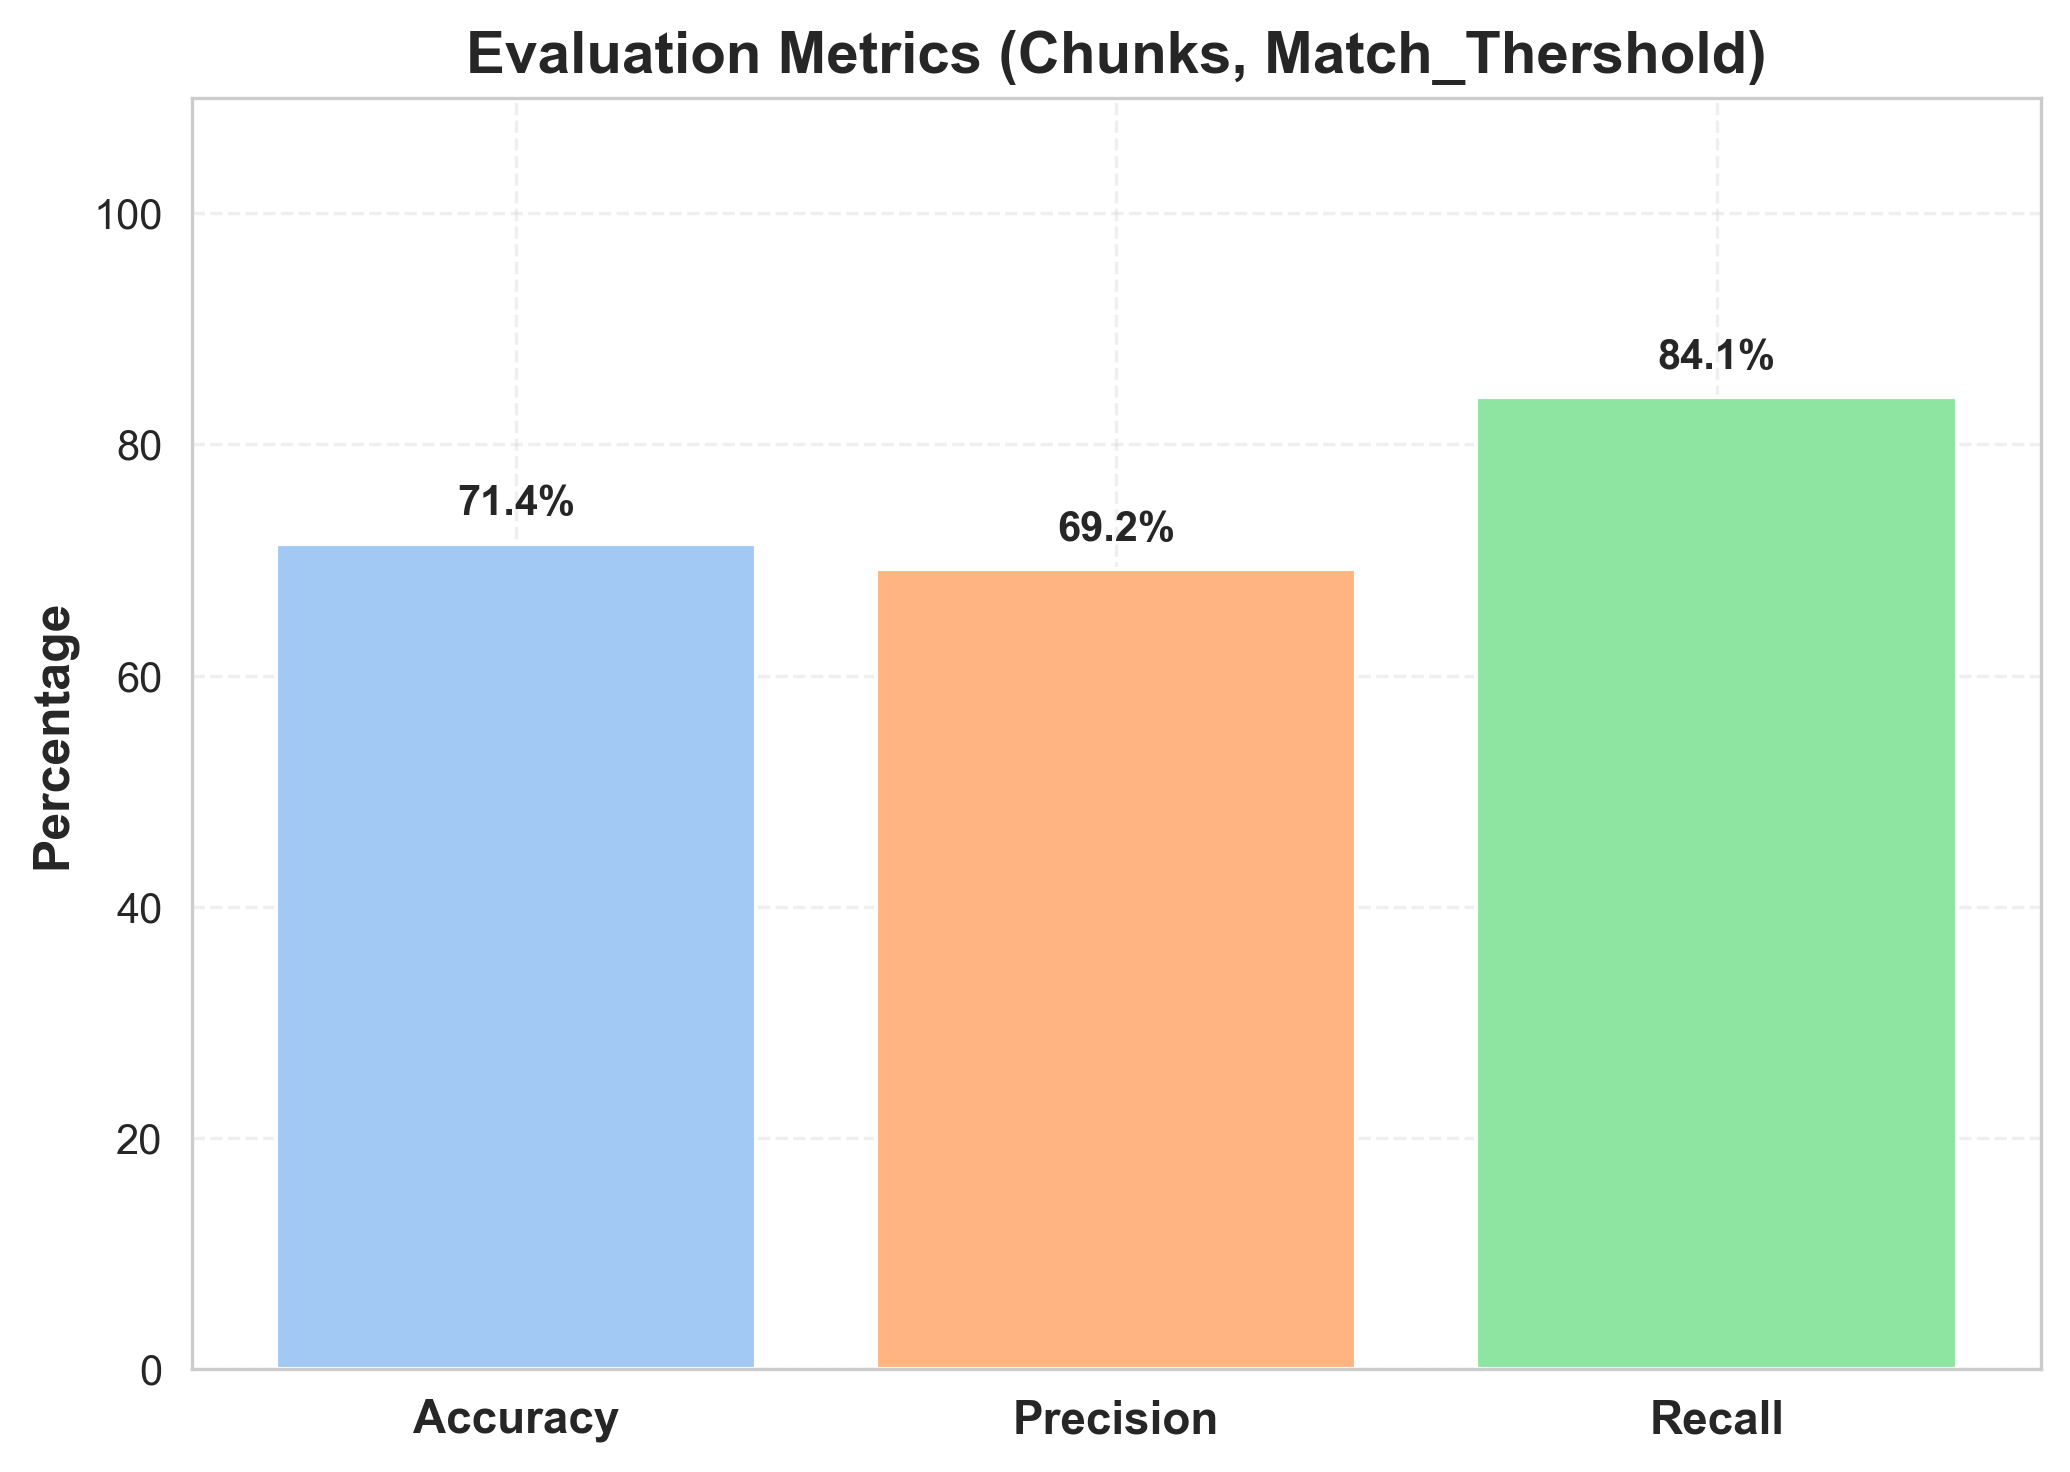 Evaluation Metrics (Chunks, Match_Thershold)
100
80
60
40
20
0
Percentage
71.4%
69.2%
84.1%
Accuracy
Precision
Recall